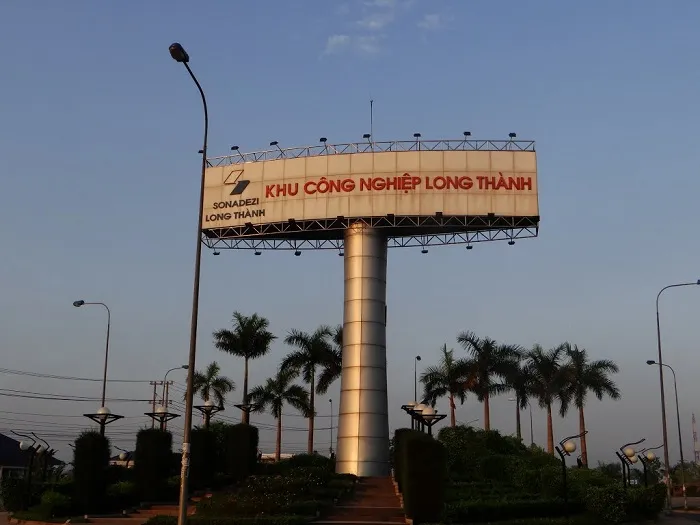 SONADEZI
LONG THÀNH
KHU CÔNG NGHIỆP LONG THÀNH